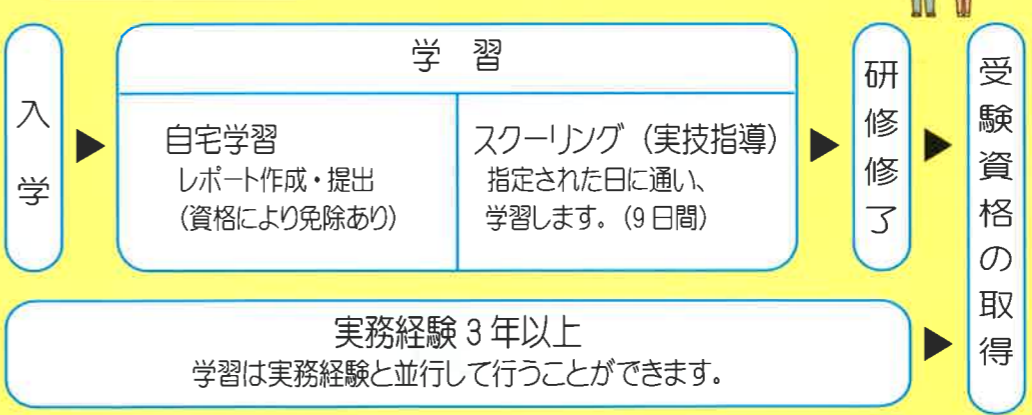 入学
学 習
自宅学習
レポート作成・提出
(資格により免除あり)
スクーリング(実技指導)
指定された日に通い、
学習します。(9日間)
研修修了
受験資格の取得
実務経験3年以上
学習は実務経験と並行して行うことができます。